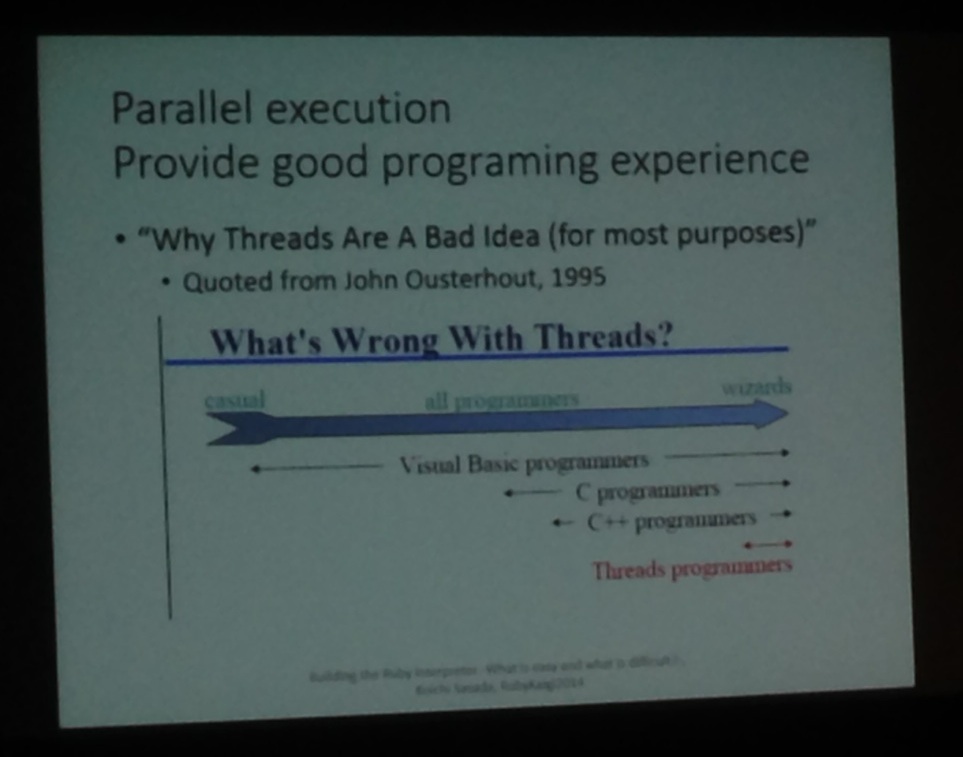 Parallel execution
Provide good programing experience
• “Why Threads Are A Bad Idea (for most purposes)”
• Quoted from John Ousterhout, 1995
What's Wrong With Threads?
casual all programmers wizards
Visual Basic programmers
C programmers
C++ programmers
Threads programmers
Building the Ruby interpreter -What is easy and what is difficult?-,
Koichi Sasada, RubyKaigi2014